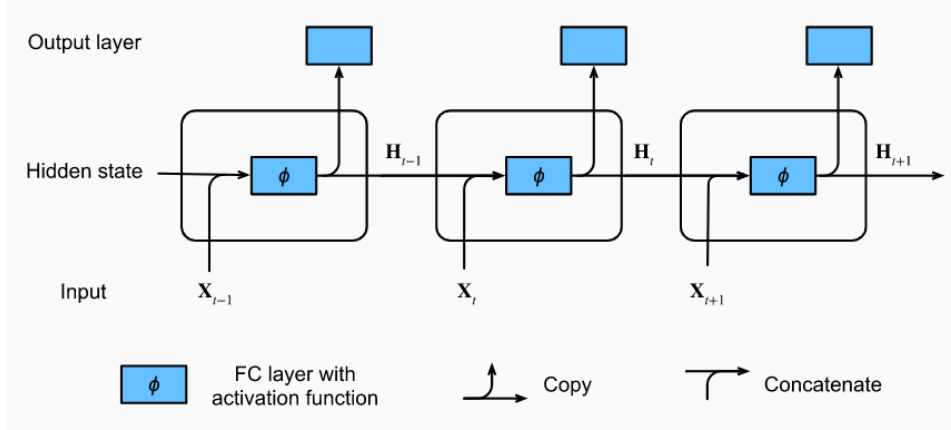 Output layer
H_{t-1} H_t H_{t+1}
Hidden state ϕ ϕ ϕ
Input X_{t-1} X_t X_{t+1}
ϕ FC layer with activation function Copy Concatenate